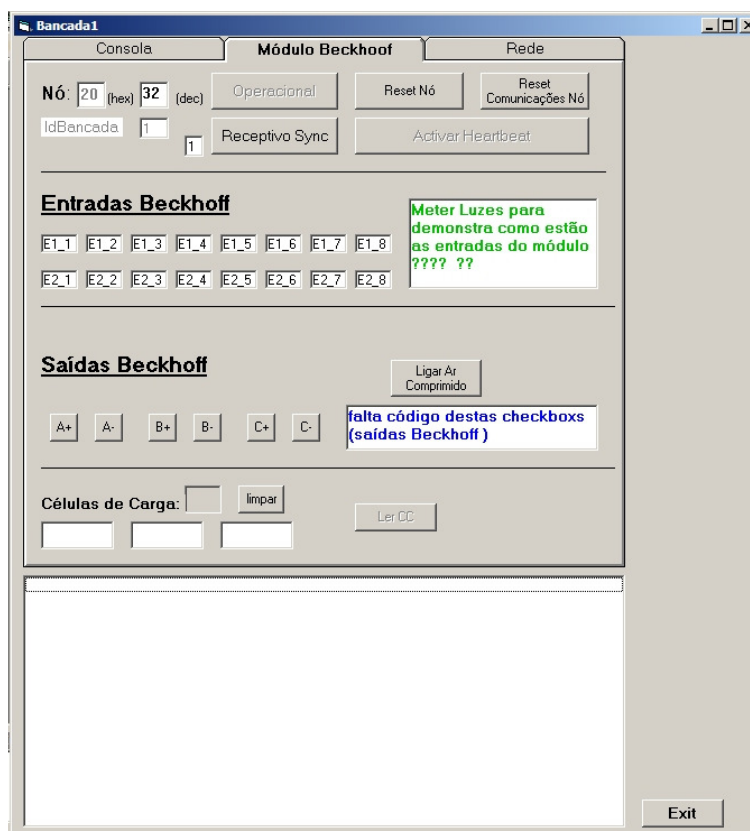 Bancada1
Consola Módulo Beckhoof Rede
Nó: 20 (hex) 32 (dec) Operacional Reset Nó Reset Comunicações Nó
IdBancada 1 1 Receptivo Sync Activar Heartbeat
Entradas Beckhoff
Meter Luzes para
demonstra como estão
as entradas do módulo
???? ??
E1_1 E1_2 E1_3 E1_4 E1_5 E1_6 E1_7 E1_8
E2_1 E2_2 E2_3 E2_4 E2_5 E2_6 E2_7 E2_8
Saídas Beckhoff
Ligar Ar
Comprimido
A+ A- B+ B- C+ C-
falta código destas checkboxs
(saídas Beckhoff )
Células de Carga: limpar
Ler CC
Exit